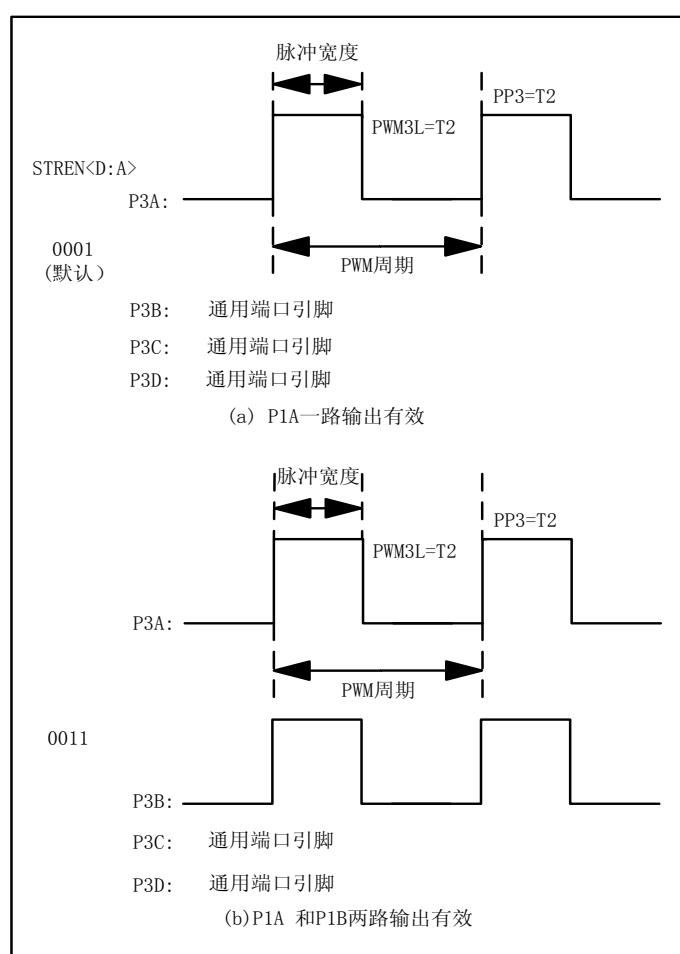 脉冲宽度
PP3=T2
PWM3L=T2
STREN<D:A>
P3A:
0001
(默认）
PWM周期
P3B: 通用端口引脚
P3C: 通用端口引脚
P3D: 通用端口引脚
(a) P1A一路输出有效
脉冲宽度
PP3=T2
PWM3L=T2
P3A:
PWM周期
0011
P3B:
P3C: 通用端口引脚
P3D: 通用端口引脚
(b)P1A 和P1B两路输出有效